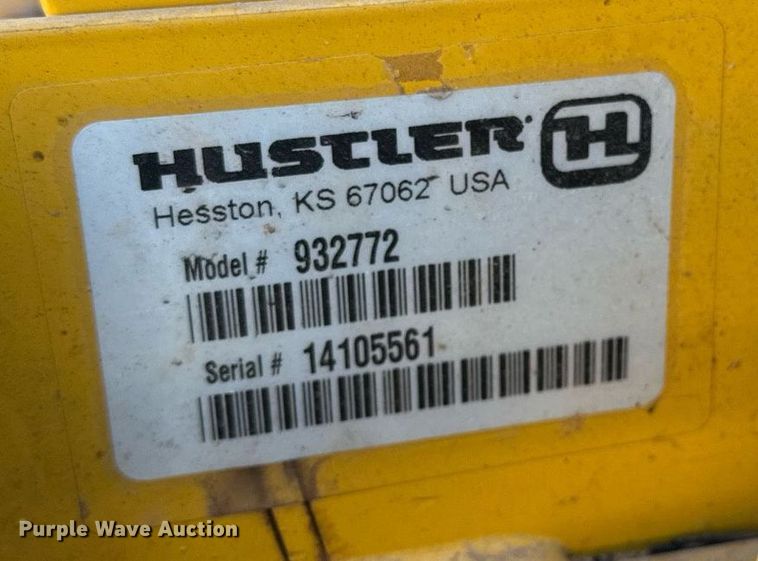 HUSTLER H
Hesston, KS 67062 USA
Model # 932772
Serial # 14105561
Purple Wave Auction